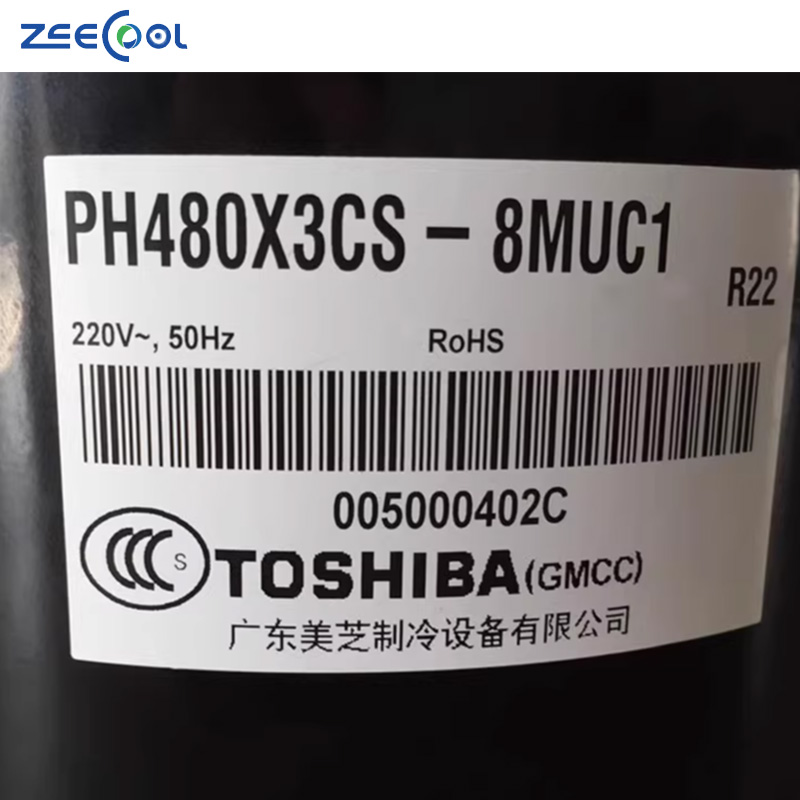 ZEECOOL
PH480X3CS - 8MUC1
R22
220V~, 50Hz RoHS
005000402C
CCC S TOSHIBA (GMCC)
广东美芝制冷设备有限公司